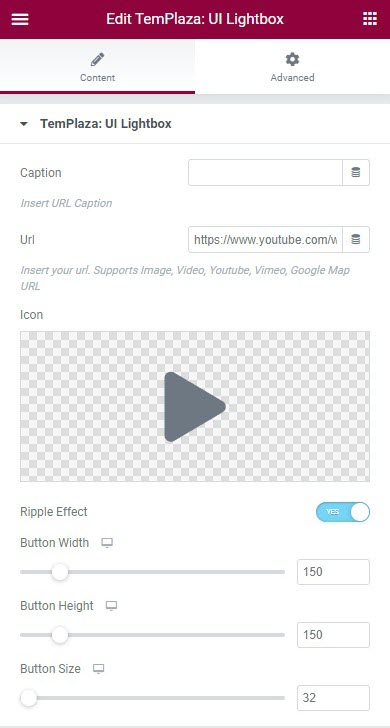 Edit TemPlaza: UI Lightbox
Content
Advanced
TemPlaza: UI Lightbox
Caption
Insert URL Caption
Url
https://www.youtube.com/w
Insert your url. Supports Image, Video, Youtube, Vimeo, Google Map
URL
Icon
Ripple Effect
YES
Button Width
150
Button Height
150
Button Size
32